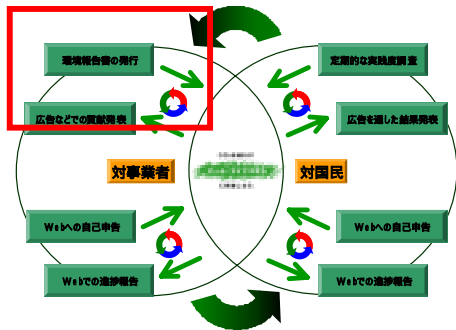 環境報告書の発行
定期的な実践度調査
広告などでの貢献発表
広告を通した結果発表
対事業者
対国民
Webへの自己申告
Webへの自己申告
Webでの進捗報告
Webでの進捗報告